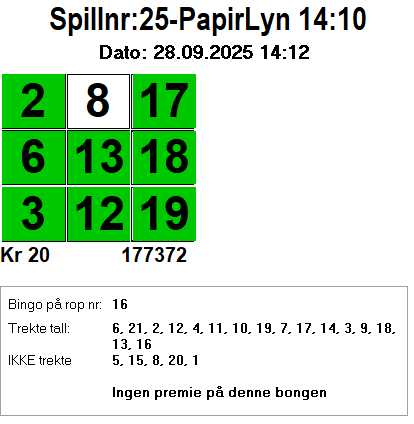 Spillnr:25-PapirLyn 14:10
Dato: 28.09.2025 14:12
2 8 17
6 13 18
3 12 19
Kr 20 177372
Bingo på rop nr: 16
Trekte tall: 6, 21, 2, 12, 4, 11, 10, 19, 7, 17, 14, 3, 9, 18,
13, 16
IKKE trekte 5, 15, 8, 20, 1
Ingen premie på denne bongen